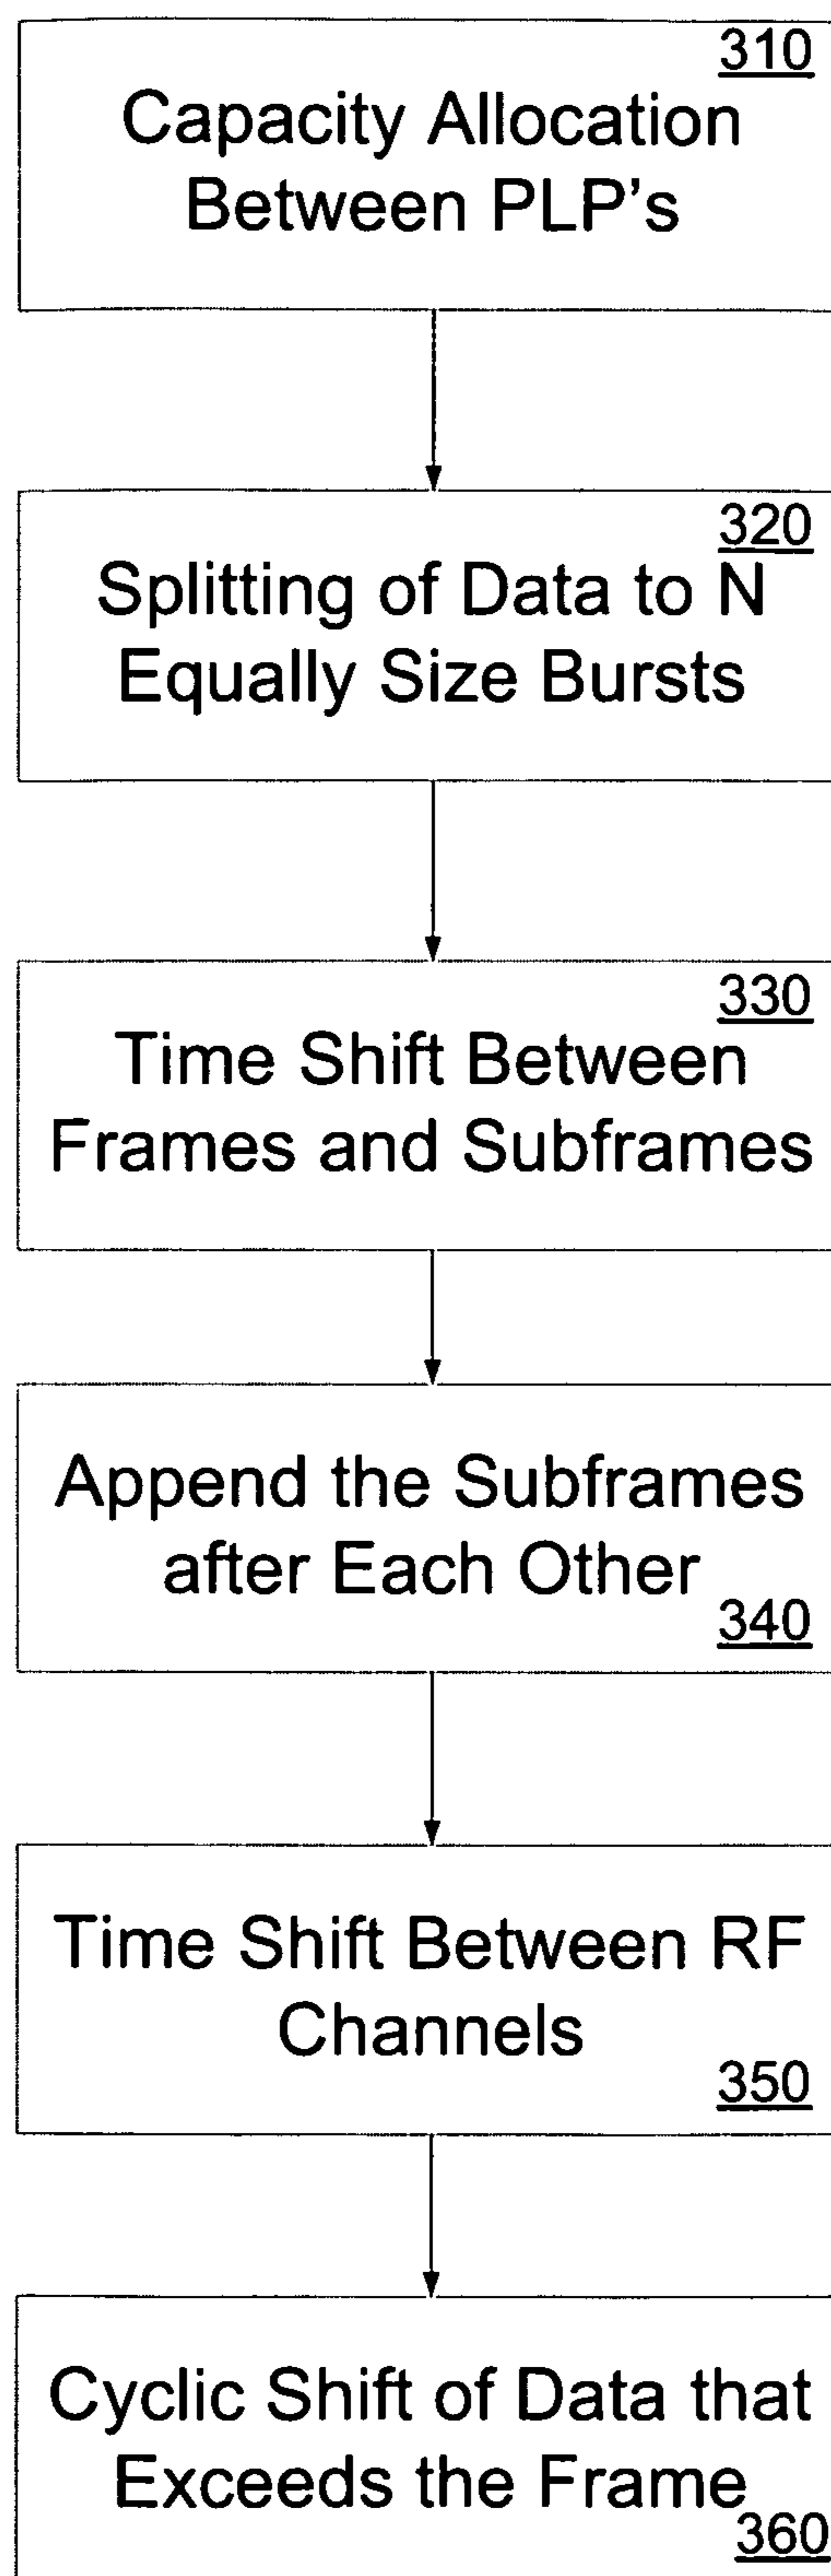 310
Capacity Allocation
Between PLP's
320
Splitting of Data to N
Equally Size Bursts
330
Time Shift Between
Frames and Subframes
Append the Subframes
after Each Other
340
Time Shift Between RF
Channels
350
Cyclic Shift of Data that
Exceeds the Frame
360